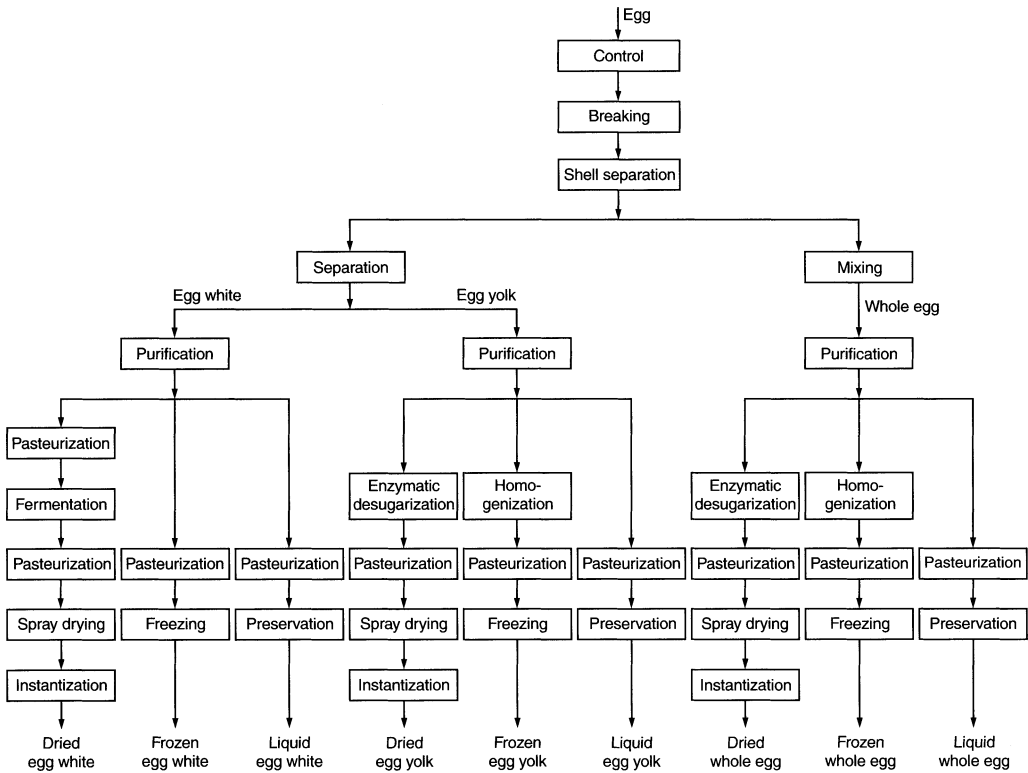 Egg
Control
Breaking
Shell separation
Separation
Mixing
Egg white
Egg yolk
Whole egg
Purification
Purification
Purification
Pasteurization
Fermentation
Enzymatic
desugarization
Homo-
genization
Enzymatic
desugarization
Homo-
genization
Pasteurization
Pasteurization
Pasteurization
Pasteurization
Pasteurization
Pasteurization
Pasteurization
Pasteurization
Pasteurization
Spray drying
Freezing
Preservation
Spray drying
Freezing
Preservation
Spray drying
Freezing
Preservation
Instantization
Instantization
Instantization
Dried
egg white
Frozen
egg white
Liquid
egg white
Dried
egg yolk
Frozen
egg yolk
Liquid
egg yolk
Dried
whole egg
Frozen
whole egg
Liquid
whole egg